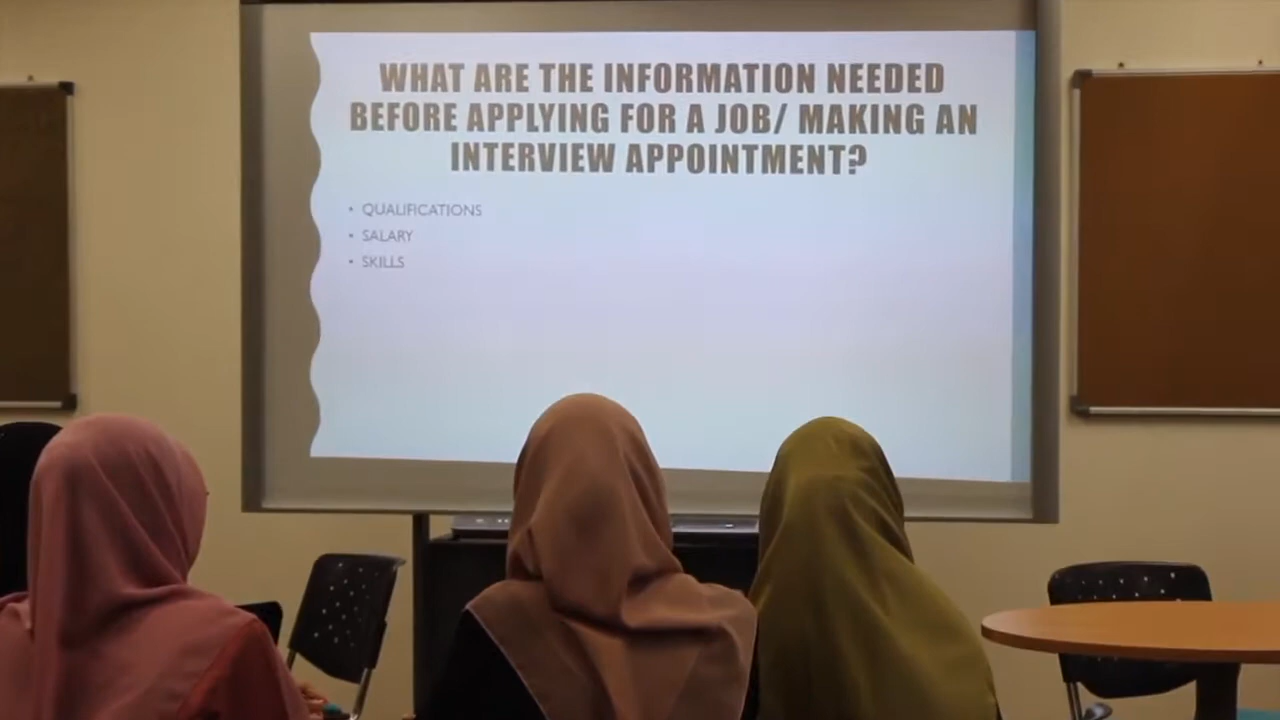 WHAT ARE THE INFORMATION NEEDED
BEFORE APPLYING FOR A JOB/ MAKING AN
INTERVIEW APPOINTMENT?
• QUALIFICATIONS
• SALARY
• SKILLS